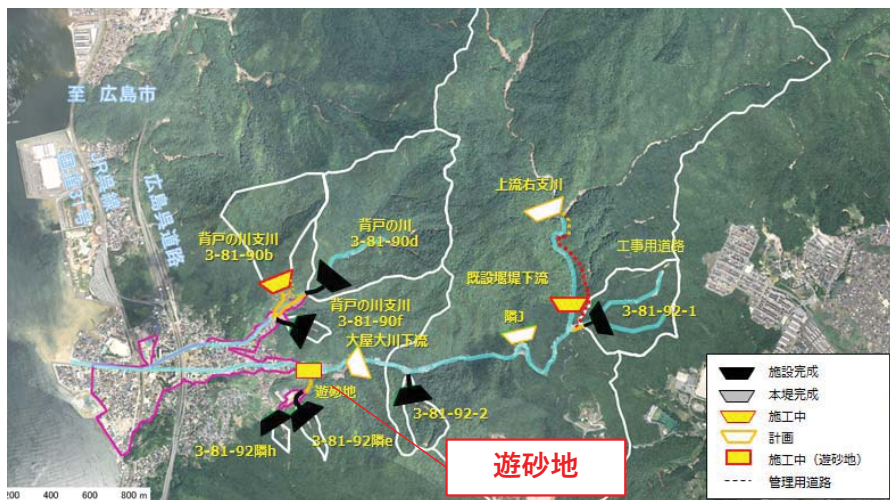 至 広島市
JR呉線
国道31号
広島呉道路
背戸の川支川
3-81-90b
背戸の川
3-81-90d
背戸の川支川
3-81-90f
大屋大川下流
遊砂地
3-81-92隣h
3-81-92隣e
3-81-92-2
隣J
既設堰堤下流
上流右支川
工事用道路
3-81-92-1
遊砂地
施設完成
本堤完成
施工中
計画
施工中（遊砂地）
管理用道路
200 400 600 800 m